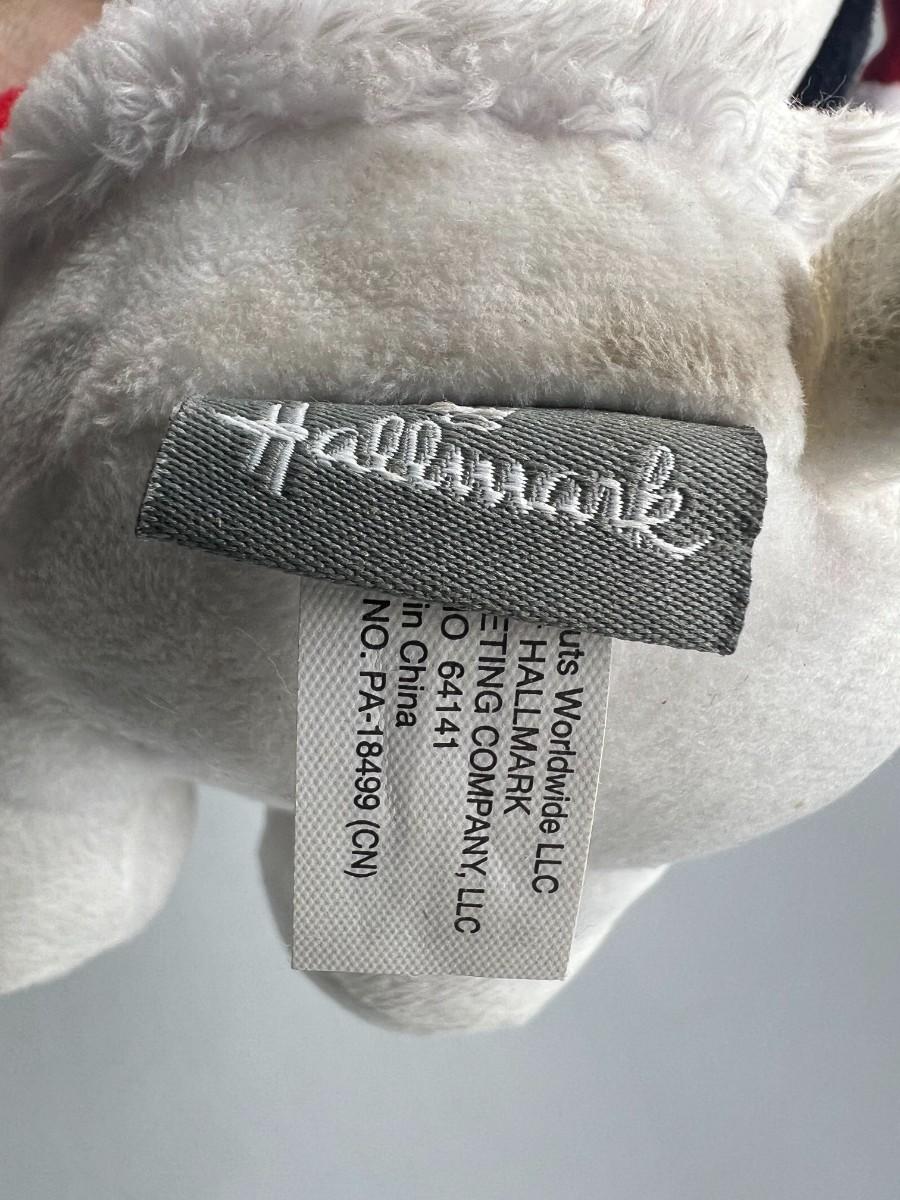 Hallmark
uts Worldwide LLC
HALLMARK
ETING COMPANY, LLC
64141
in China
NO. PA-18499 (CN)